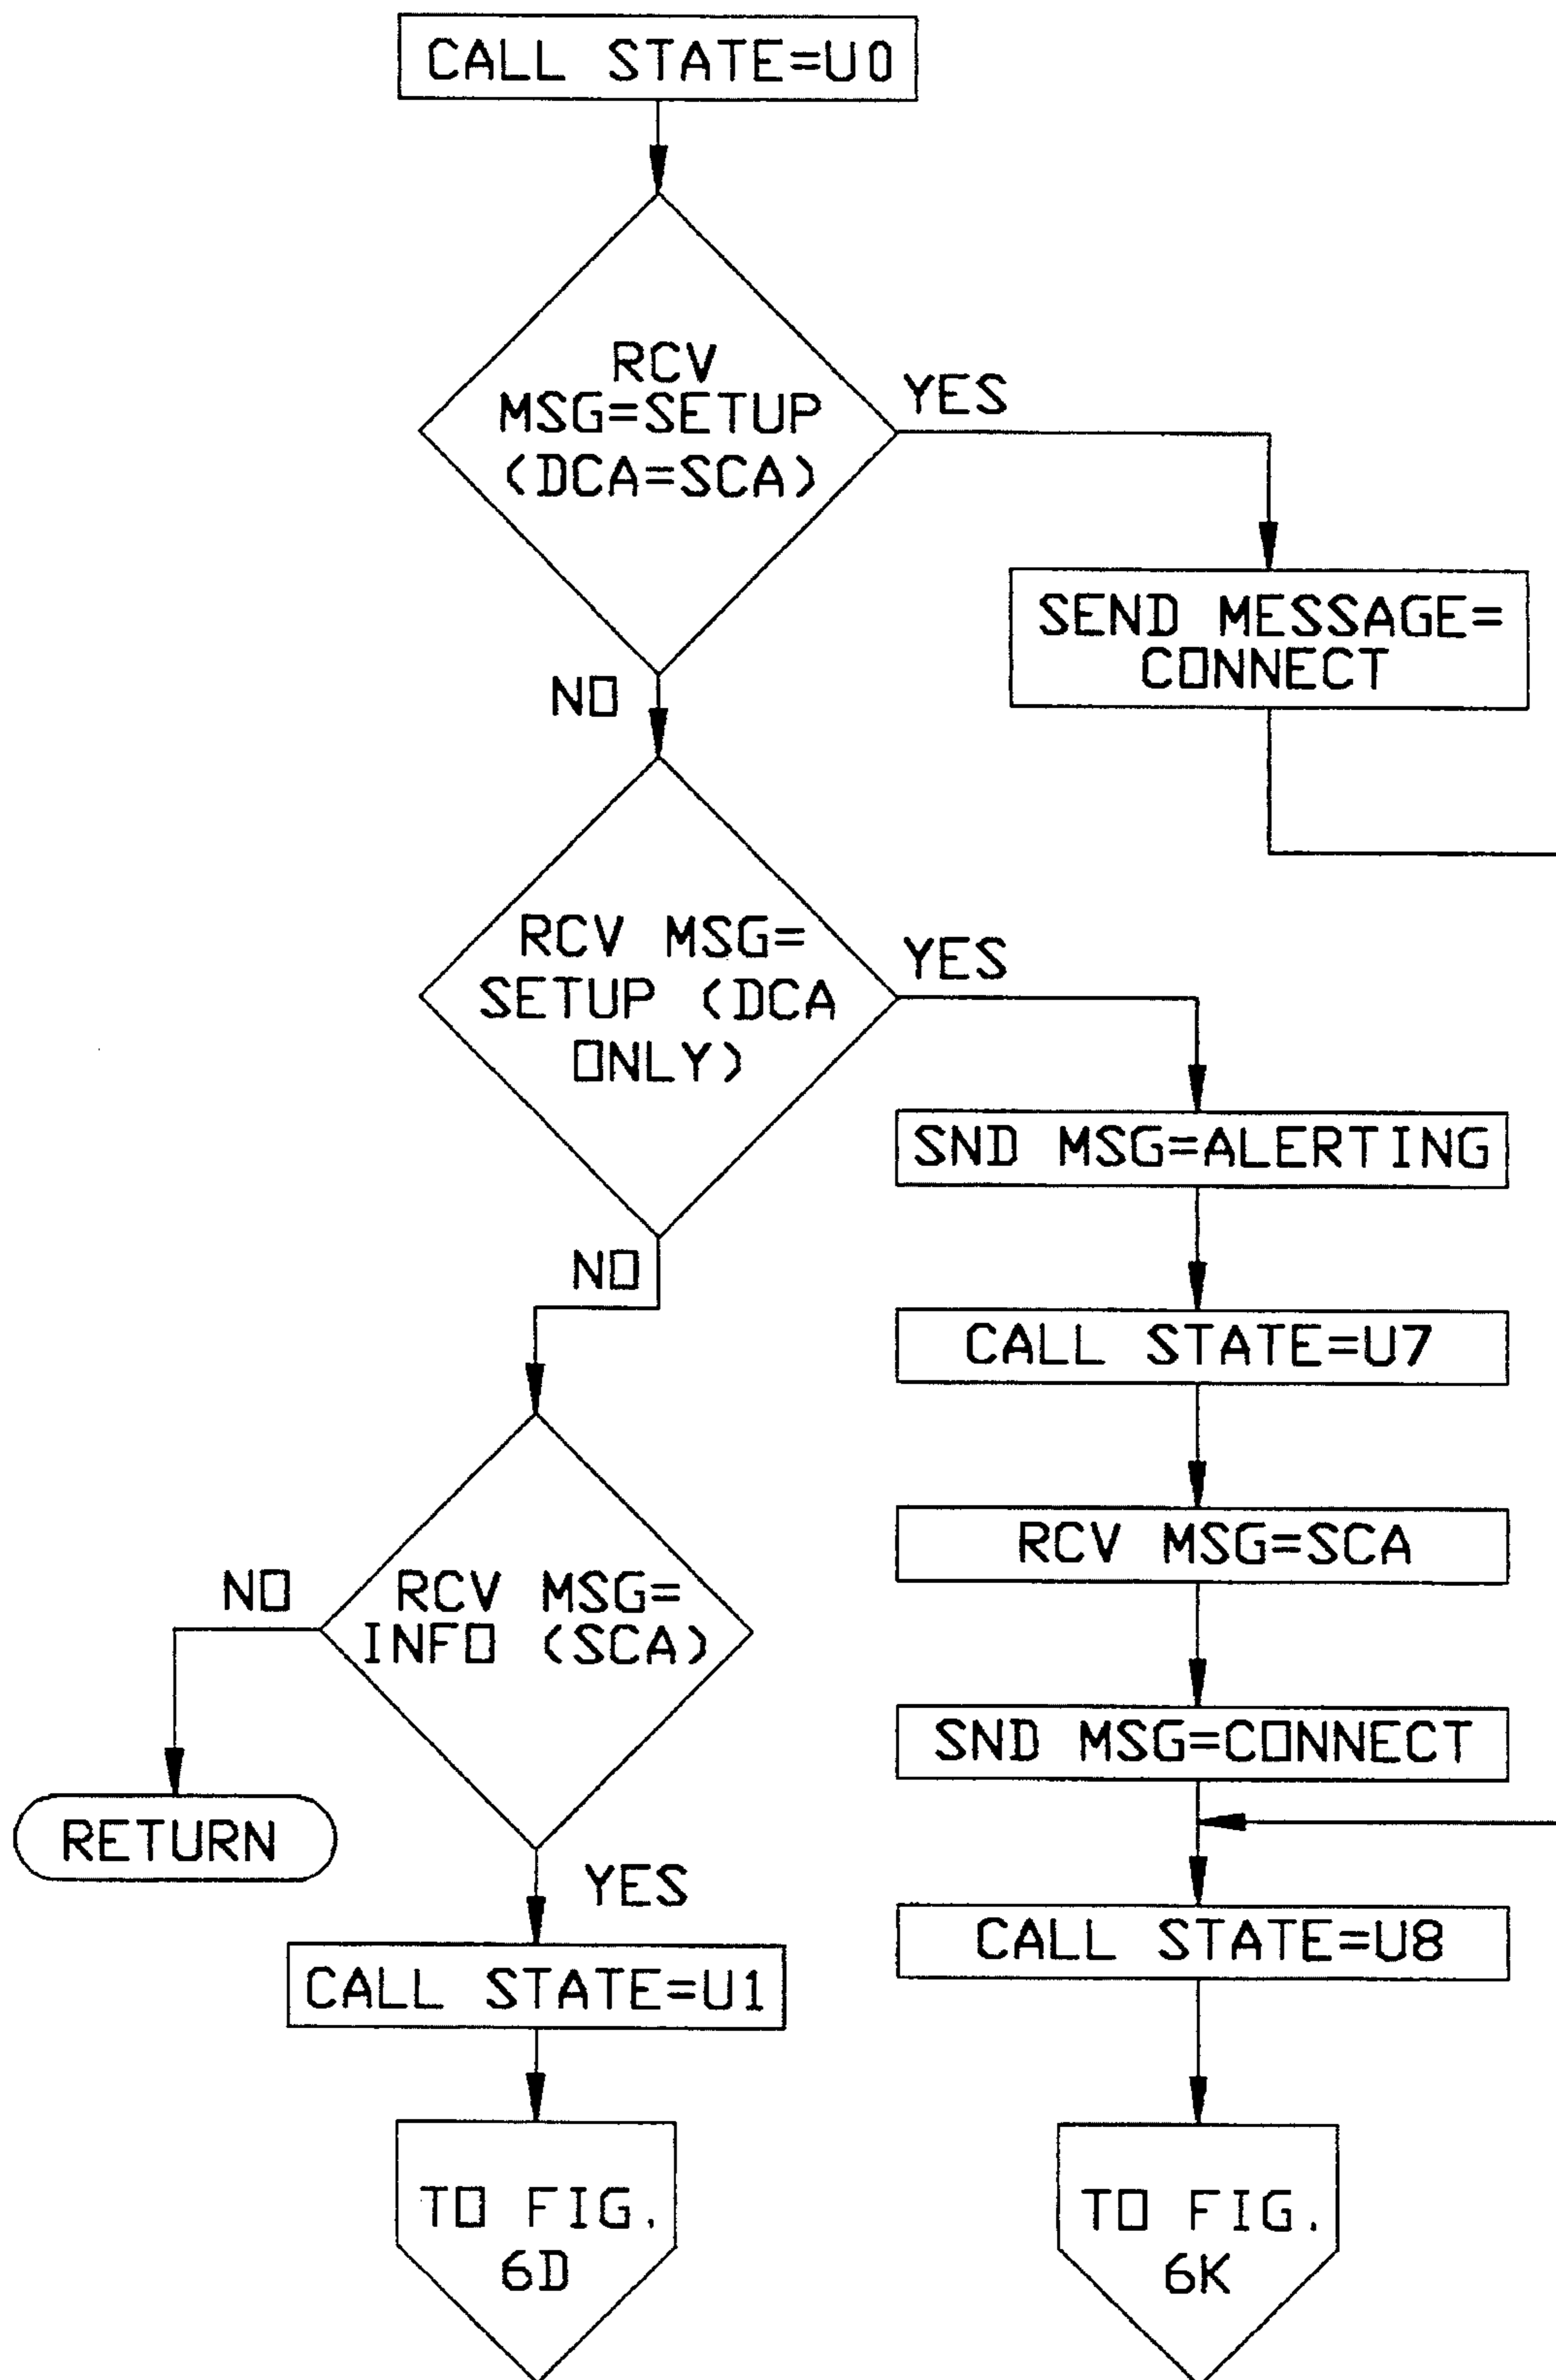 CALL STATE=U0
RCV
MSG=SETUP
(DCA=SCA)
YES
SEND MESSAGE=
CONNECT
NO
RCV MSG=
SETUP (DCA
ONLY)
YES
SND MSG=ALERTING
NO
CALL STATE=U7
RCV MSG=SCA
NO
RCV MSG=
INFO (SCA)
SND MSG=CONNECT
RETURN
YES
CALL STATE=U8
CALL STATE=U1
TO FIG.
6D
TO FIG.
6K